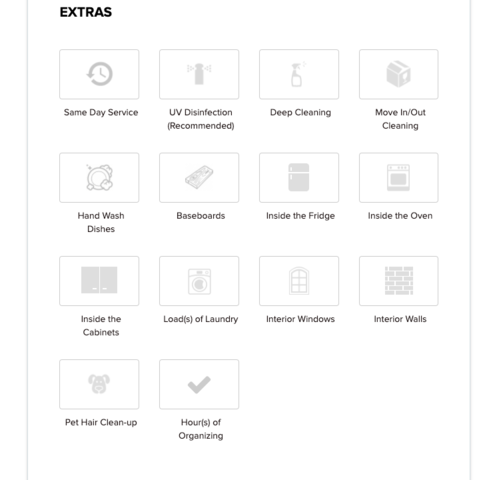 EXTRAS
Same Day Service
UV Disinfection
(Recommended)
Deep Cleaning
Move In/Out
Cleaning
Hand Wash
Dishes
Baseboards
Inside the Fridge
Inside the Oven
Inside the
Cabinets
Load(s) of Laundry
Interior Windows
Interior Walls
Pet Hair Clean-up
Hour(s) of
Organizing